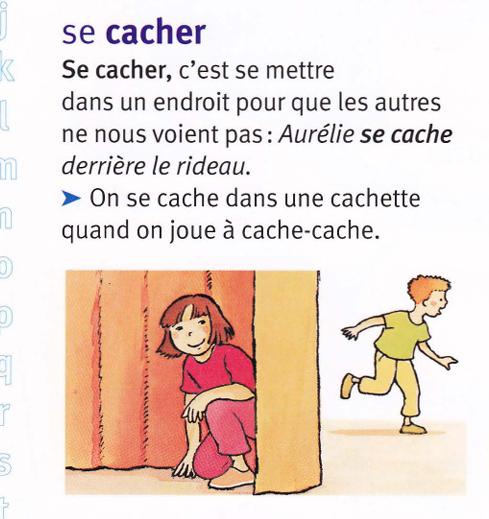 se cacher
Se cacher, c'est se mettre
dans un endroit pour que les autres
ne nous voient pas : Aurélie se cache
derrière le rideau.
➤ On se cache dans une cachette
quand on joue à cache-cache.
j
k
l
m
n
o
p
q
r
s
t